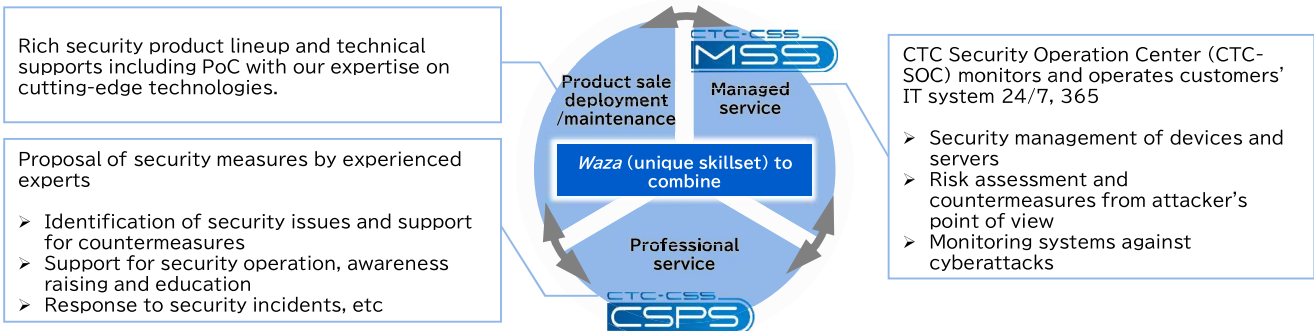 Rich security product lineup and technical
supports including PoC with our expertise on
cutting-edge technologies.
Proposal of security measures by experienced
experts
➢ Identification of security issues and support
for countermeasures
➢ Support for security operation, awareness
raising and education
➢ Response to security incidents, etc
Product sale
deployment
/maintenance
CTC-CSS
MSS
Managed
service
Waza (unique skillset) to
combine
Professional
service
CTC-CSS
CSPS
CTC Security Operation Center (CTC-
SOC) monitors and operates customers’
IT system 24/7, 365
➢ Security management of devices and
servers
➢ Risk assessment and
countermeasures from attacker’s
point of view
➢ Monitoring systems against
cyberattacks